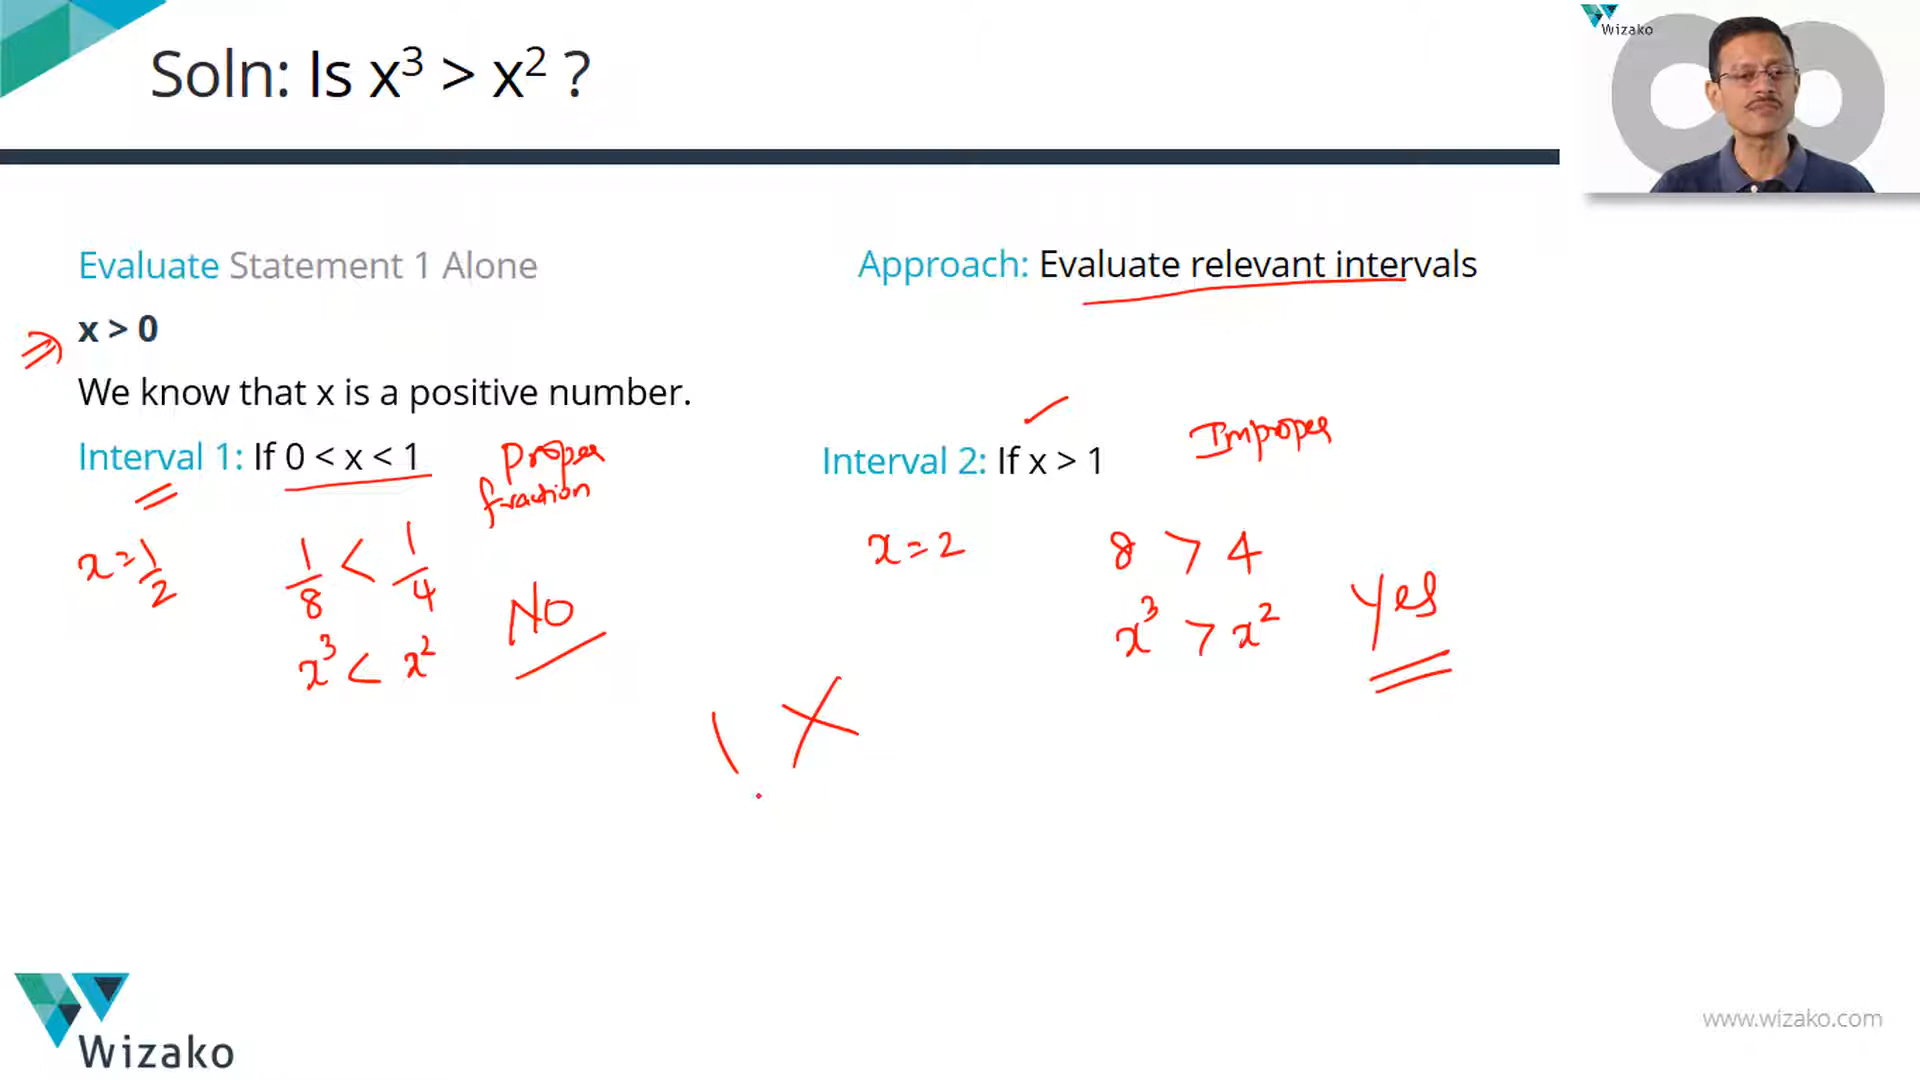 Soln: Is x³ > x² ?
Wizako
Evaluate Statement 1 Alone
Approach: Evaluate relevant intervals
x > 0
⇒
We know that x is a positive number.
Interval 1: If 0 < x < 1
Proper
fraction
Interval 2: If x > 1
Improper
x = 1/2
1/8 < 1/4
x³ < x²
NO
x = 2
8 > 4
x³ > x²
Yes
1 X
Wizako
www.wizako.com